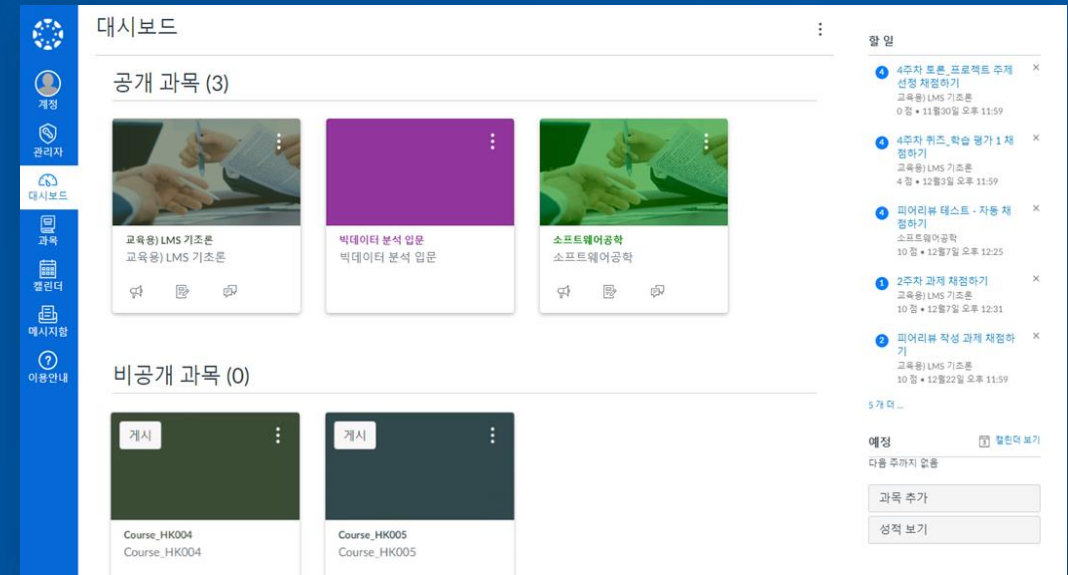 대시보드
계정
관리자
대시보드
과목
캘린더
메시지함
이용안내
공개 과목 (3)
교육용) LMS 기초론
교육용) LMS 기초론
빅데이터 분석 입문
빅데이터 분석 입문
소프트웨어공학
소프트웨어공학
비공개 과목 (0)
게시
Course_HK004
Course_HK004
게시
Course_HK005
Course_HK005
할 일
4
4주차 토론_프로젝트 주제
선정 채점하기
교육용) LMS 기초론
0 점 • 11월30일 오후 11:59
4
4주차 퀴즈_학습 평가 1 채
점하기
교육용) LMS 기초론
4 점 • 12월3일 오후 11:59
4
피어리뷰 테스트 - 자동 채
점하기
소프트웨어공학
10 점 • 12월7일 오후 12:25
1
2주차 과제 채점하기
교육용) LMS 기초론
10 점 • 12월7일 오후 12:31
2
피어리뷰 작성 과제 채점하
기
교육용) LMS 기초론
10 점 • 12월22일 오후 11:59
5 개 더 ...
예정
캘린더 보기
다음 주까지 없음
과목 추가
성적 보기